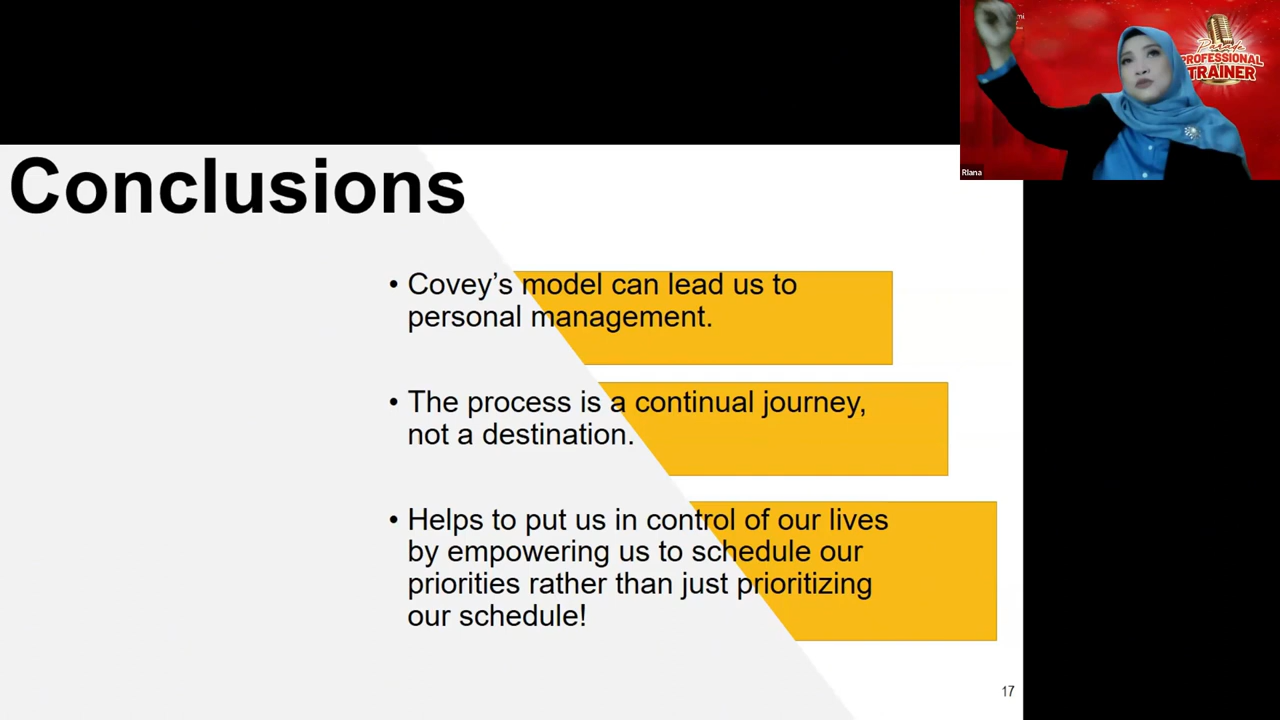 Conclusions
• Covey’s model can lead us to
personal management.
• The process is a continual journey,
not a destination.
• Helps to put us in control of our lives
by empowering us to schedule our
priorities rather than just prioritizing
our schedule!
17
PROFESSIONAL
TRAINER
RIana